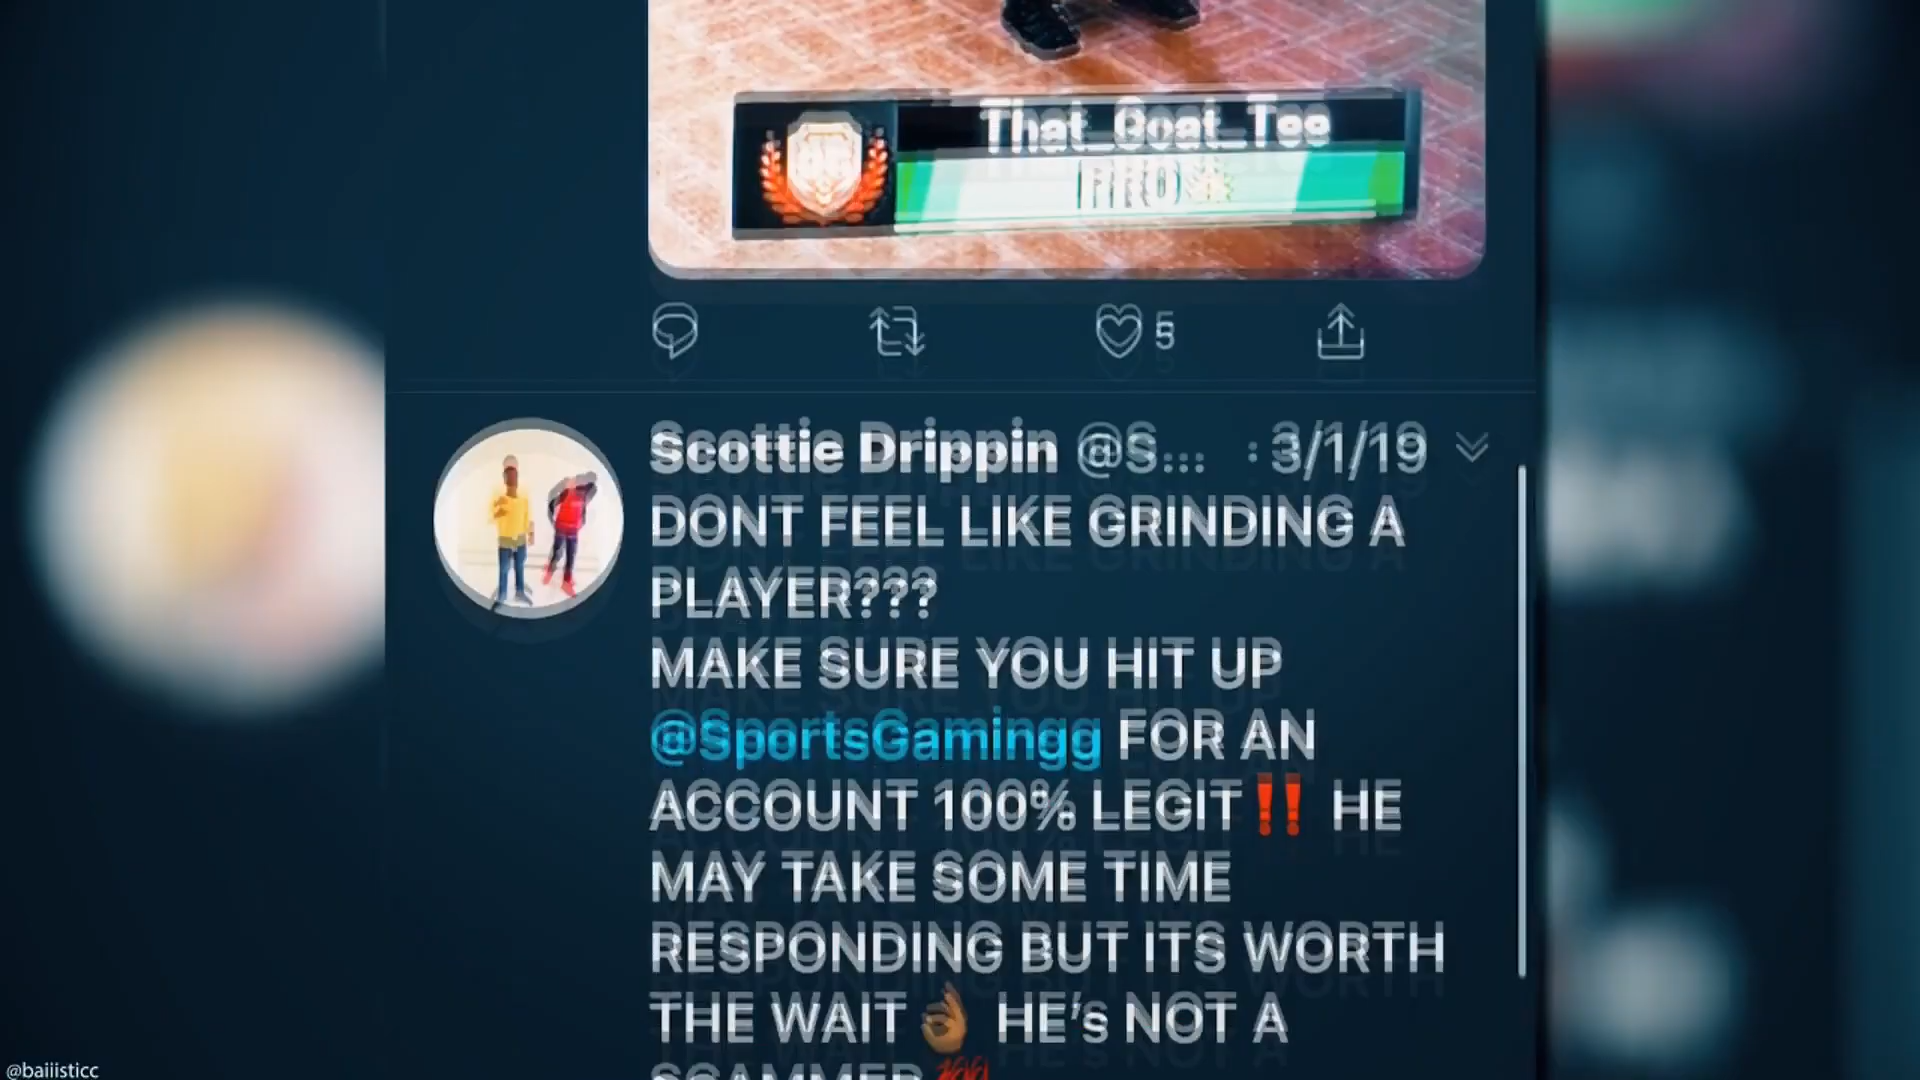 That_Goat_Tee
5
Scottie Drippin @S... · 3/1/19
DONT FEEL LIKE GRINDING A
PLAYER???
MAKE SURE YOU HIT UP
@SportsGamingg FOR AN
ACCOUNT 100% LEGIT‼️ HE
MAY TAKE SOME TIME
RESPONDING BUT ITS WORTH
THE WAIT👌🏾 HE's NOT A
SCAMMER💯
@baiiisticc